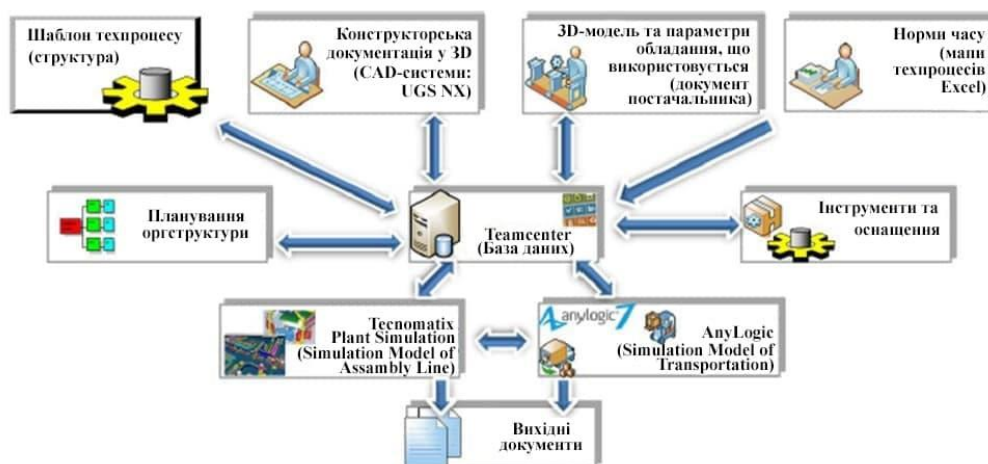 Шаблон техпроцесу
(структура)
Конструкторська
документація у 3D
(CAD-системи:
UGS NX)
3D-модель та параметри
обладання, що
використовується
(документ
постачальника)
Норми часу
(мапи
техпроцесів
Excel)
Планування
оргструктури
Teamcenter
(База даних)
Інструменти та
оснащення
Tecnomatix
Plant Simulation
(Simulation Model of
Assambly Line)
anylogic 7
AnyLogic
(Simulation Model of
Transportation)
Вихідні
документи